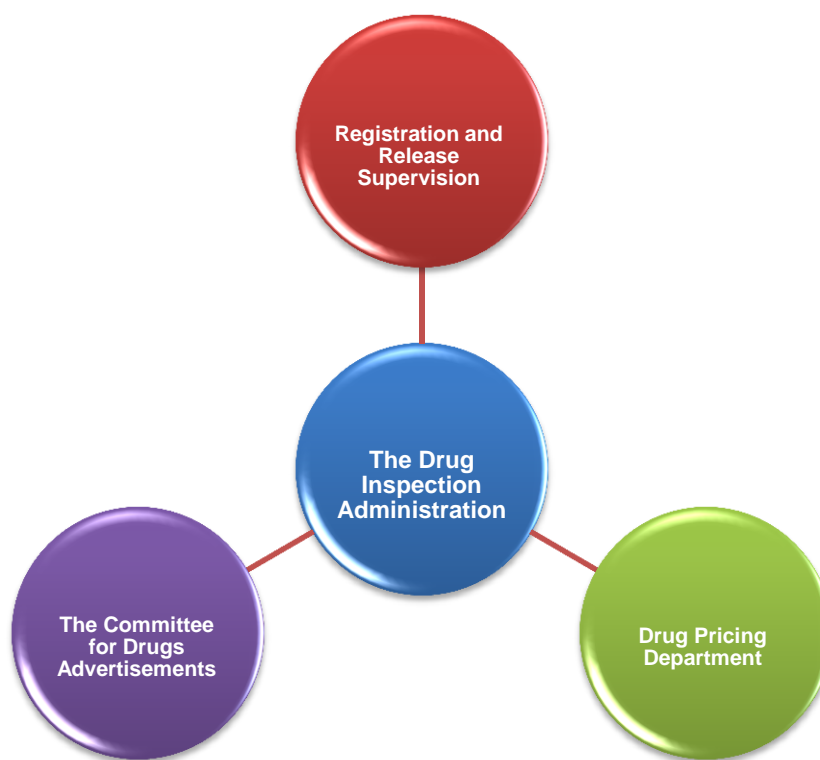 Registration and
Release
Supervision
The Drug
Inspection
Administration
The Committee
for Drugs
Advertisements
Drug Pricing
Department